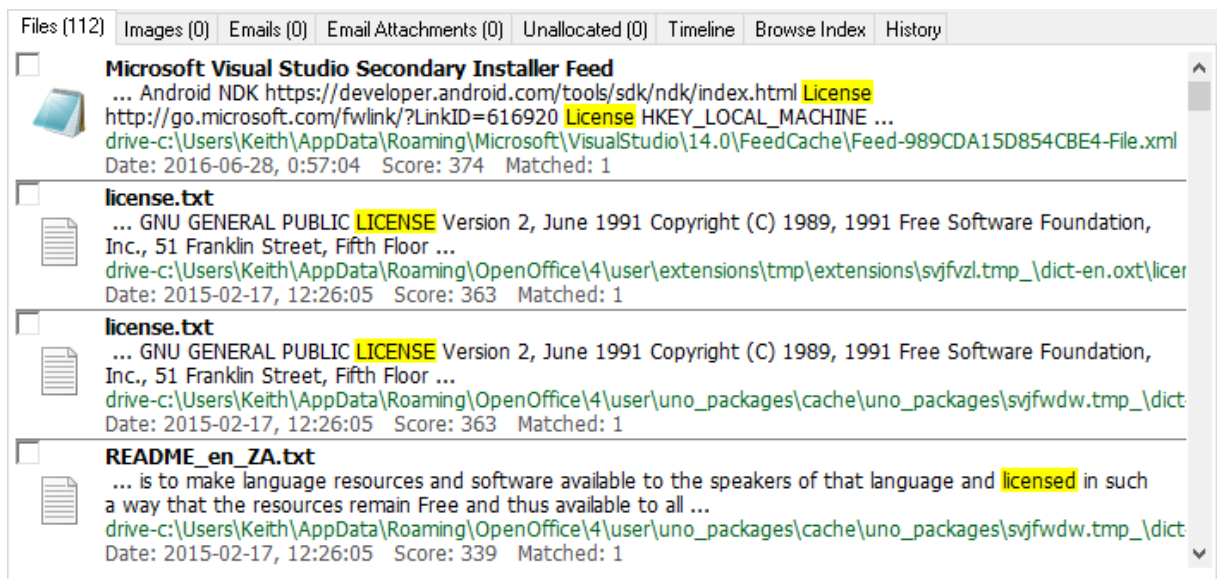 Files (112) Images (0) Emails (0) Email Attachments (0) Unallocated (0) Timeline Browse Index History
Microsoft Visual Studio Secondary Installer Feed
... Android NDK https://developer.android.com/tools/sdk/ndk/index.html License
http://go.microsoft.com/fwlink/?LinkID=616920 License HKEY_LOCAL_MACHINE ...
drive-c:\Users\Keith\AppData\Roaming\Microsoft\VisualStudio\14.0\FeedCache\Feed-989CDA15D854CBE4-File.xml
Date: 2016-06-28, 0:57:04 Score: 374 Matched: 1
license.txt
... GNU GENERAL PUBLIC LICENSE Version 2, June 1991 Copyright (C) 1989, 1991 Free Software Foundation,
Inc., 51 Franklin Street, Fifth Floor ...
drive-c:\Users\Keith\AppData\Roaming\OpenOffice\4\user\extensions\tmp\extensions\svjfvzl.tmp_\dict-en.oxt\licen
Date: 2015-02-17, 12:26:05 Score: 363 Matched: 1
license.txt
... GNU GENERAL PUBLIC LICENSE Version 2, June 1991 Copyright (C) 1989, 1991 Free Software Foundation,
Inc., 51 Franklin Street, Fifth Floor ...
drive-c:\Users\Keith\AppData\Roaming\OpenOffice\4\user\uno_packages\cache\uno_packages\svjfwdw.tmp_\dict-
Date: 2015-02-17, 12:26:05 Score: 363 Matched: 1
README_en_ZA.txt
... is to make language resources and software available to the speakers of that language and licensed in such
a way that the resources remain Free and thus available to all ...
drive-c:\Users\Keith\AppData\Roaming\OpenOffice\4\user\uno_packages\cache\uno_packages\svjfwdw.tmp_\dict-
Date: 2015-02-17, 12:26:05 Score: 339 Matched: 1